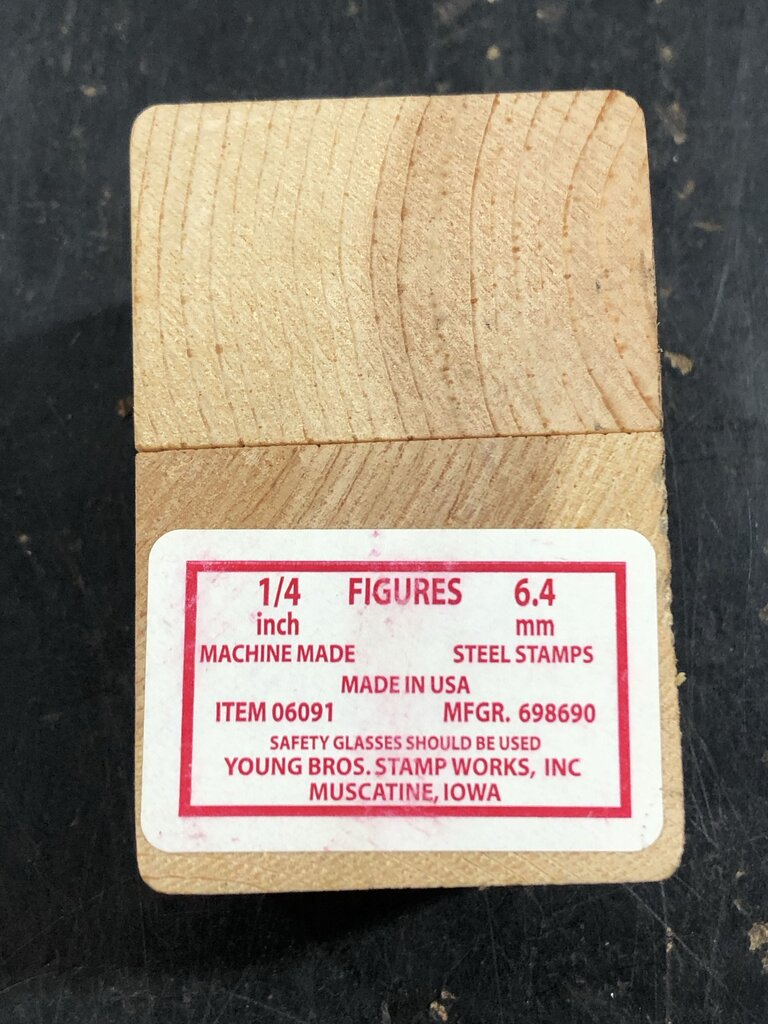 1/4 FIGURES 6.4
inch mm
MACHINE MADE STEEL STAMPS
MADE IN USA
ITEM 06091 MFGR. 698690
SAFETY GLASSES SHOULD BE USED
YOUNG BROS. STAMP WORKS, INC
MUSCATINE, IOWA